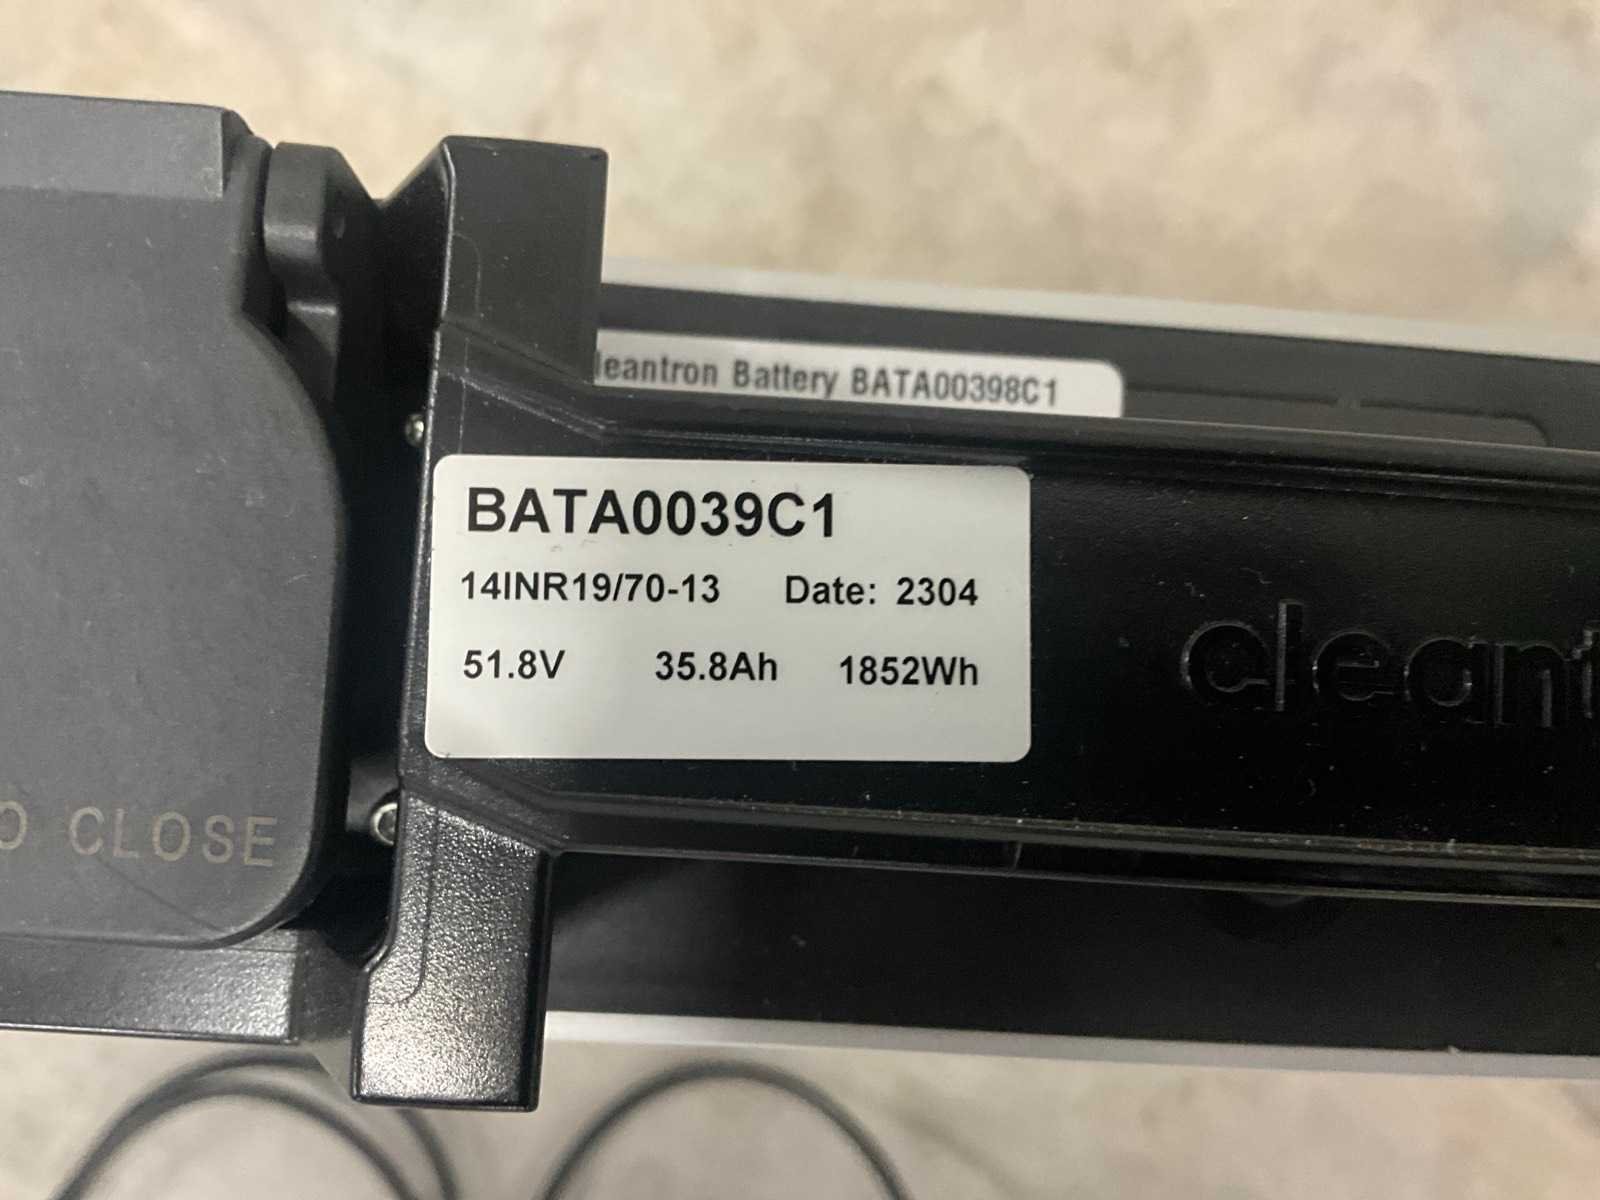 leantron Battery BATA00398C1
BATA0039C1
14INR19/70-13 Date: 2304
51.8V 35.8Ah 1852Wh
cleant
O CLOSE